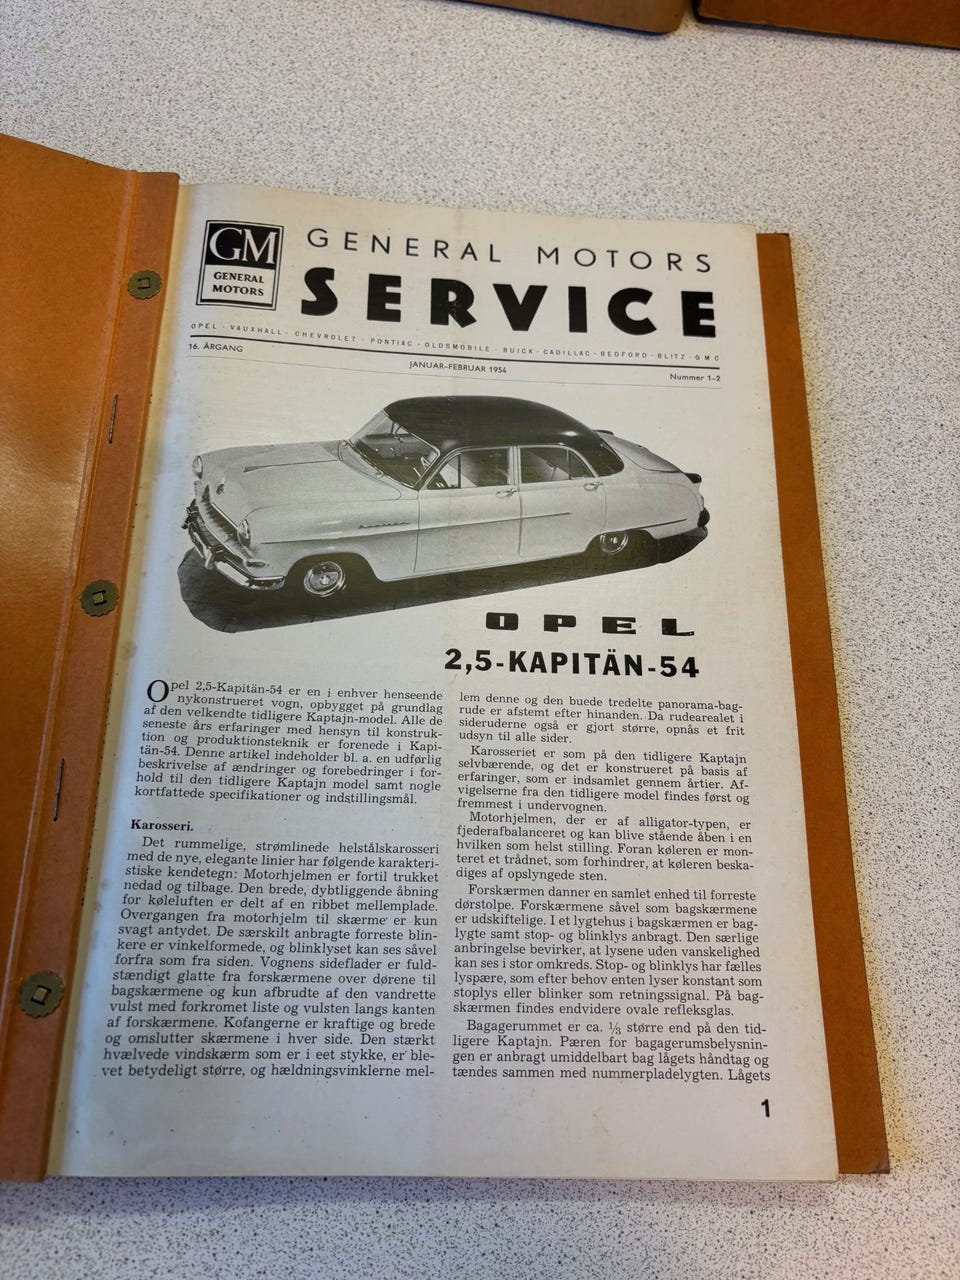 GM
GENERAL
MOTORS
GENERAL MOTORS
SERVICE
OPEL · VAUXHALL · CHEVROLET · PONTIAC · OLDSMOBILE · BUICK · CADILLAC · BEDFORD · BLITZ · GMC
16. ÅRGANG
JANUAR-FEBRUAR 1954
Nummer 1-2
OPEL
2,5-KAPITÄN-54
Opel 2,5-Kapitän-54 er en i enhver henseende
nykonstrueret vogn, opbygget på grundlag
af den velkendte tidligere Kaptajn-model. Alle de
seneste års erfaringer med hensyn til konstruk-
tion og produktionsteknik er forenede i Kapi-
tän-54. Denne artikel indeholder bl. a. en udførlig
beskrivelse af ændringer og forebedringer i for-
hold til den tidligere Kaptajn model samt nogle
kortfattede specifikationer og indstillingsmål.
Karosseri.
Det rummelige, strømlinede helstålskarosseri
med de nye, elegante linier har følgende karakteri-
stiske kendetegn: Motorhjelmen er fortil trukket
nedad og tilbage. Den brede, dybtliggende åbning
for køleluften er delt af en ribbet mellemplade.
Overgangen fra motorhjelm til skærme er kun
svagt antydet. De særskilt anbragte forreste blin-
kere er vinkelformede, og blinklyset kan ses såvel
forfra som fra siden. Vognens sideflader er fuld-
stændigt glatte fra forskærmene over dørene til
bagskærmene og kun afbrudte af den vandrette
vulst med forkromet liste og vulsten langs kanten
af forskærmene. Kofangerne er kraftige og brede
og omslutter skærmene i hver side. Den stærkt
hvælvede vindskærm som er i eet stykke, er ble-
vet betydeligt større, og hældningsvinklerne mel-
lem denne og den buede tredelte panorama-bag-
rude er afstemt efter hinanden. Da rudearealet i
sideruderne også er gjort større, opnås et frit
udsyn til alle sider.
Karosseriet er som på den tidligere Kaptajn
selvbærende, og det er konstrueret på basis af
erfaringer, som er indsamlet gennem årtier. Af-
vigelserne fra den tidligere model findes først og
fremmest i undervognen.
Motorhjelmen, der er af alligator-typen, er
fjederafbalanceret og kan blive stående åben i en
hvilken som helst stilling. Foran køleren er mon-
teret et trådnet, som forhindrer, at køleren beska-
diges af opslyngede sten.
Forskærmen danner en samlet enhed til forreste
dørstolpe. Forskærmene såvel som bagskærmene
er udskiftelige. I et lygtehus i bagskærmen er bag-
lygte samt stop- og blinklys anbragt. Den særlige
anbringelse bevirker, at lysene uden vanskelighed
kan ses i stor omkreds. Stop- og blinklys har fælles
lyspære, som efter behov enten lyser konstant som
stoplys eller blinker som retningssignal. På bag-
skærmen findes endvidere ovale refleksglas.
Bagagerummet er ca. ⅓ større end på den tid-
ligere Kaptajn. Pæren for bagagerumsbelysnin-
gen er anbragt umiddelbart bag lågets håndtag og
tændes sammen med nummerpladelygten. Lågets
1